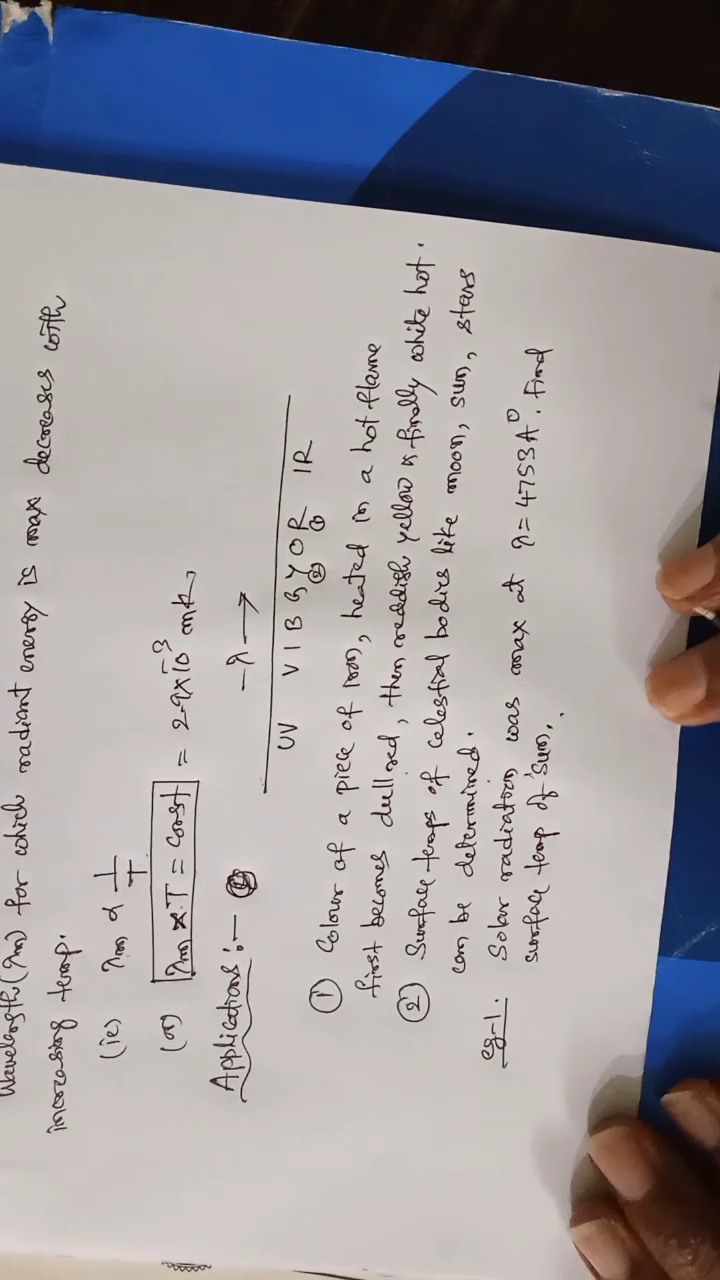 Wavelength (λm) for which radiant energy is max decreases with
increasing temp.
(ie) λm α 1/T
(or) λm × T = const = 2.9×10⁻³ mk,
Applications :-
-λ→
UV V I B G Y O R IR
② ①
① Colour of a piece of iron, heated in a hot flame
first becomes dull red, then reddish yellow & finally white hot.
② Surface temps of celestial bodies like moon, sun, stars
can be determined.
eg-1. Solar radiation was max at λ = 4753A°. Find
surface temp of Sun.